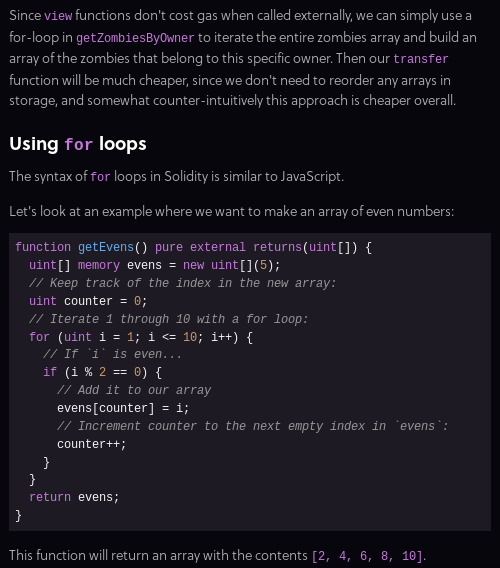 Since view functions don't cost gas when called externally, we can simply use a
for-loop in getZombiesByOwner to iterate the entire zombies array and build an
array of the zombies that belong to this specific owner. Then our transfer
function will be much cheaper, since we don't need to reorder any arrays in
storage, and somewhat counter-intuitively this approach is cheaper overall.
Using for loops
The syntax of for loops in Solidity is similar to JavaScript.
Let's look at an example where we want to make an array of even numbers:
function getEvens() pure external returns(uint[]) {
  uint[] memory evens = new uint[](5);
  // Keep track of the index in the new array:
  uint counter = 0;
  // Iterate 1 through 10 with a for loop:
  for (uint i = 1; i <= 10; i++) {
    // If `i` is even...
    if (i % 2 == 0) {
      // Add it to our array
      evens[counter] = i;
      // Increment counter to the next empty index in `evens`:
      counter++;
    }
  }
  return evens;
}
This function will return an array with the contents [2, 4, 6, 8, 10].